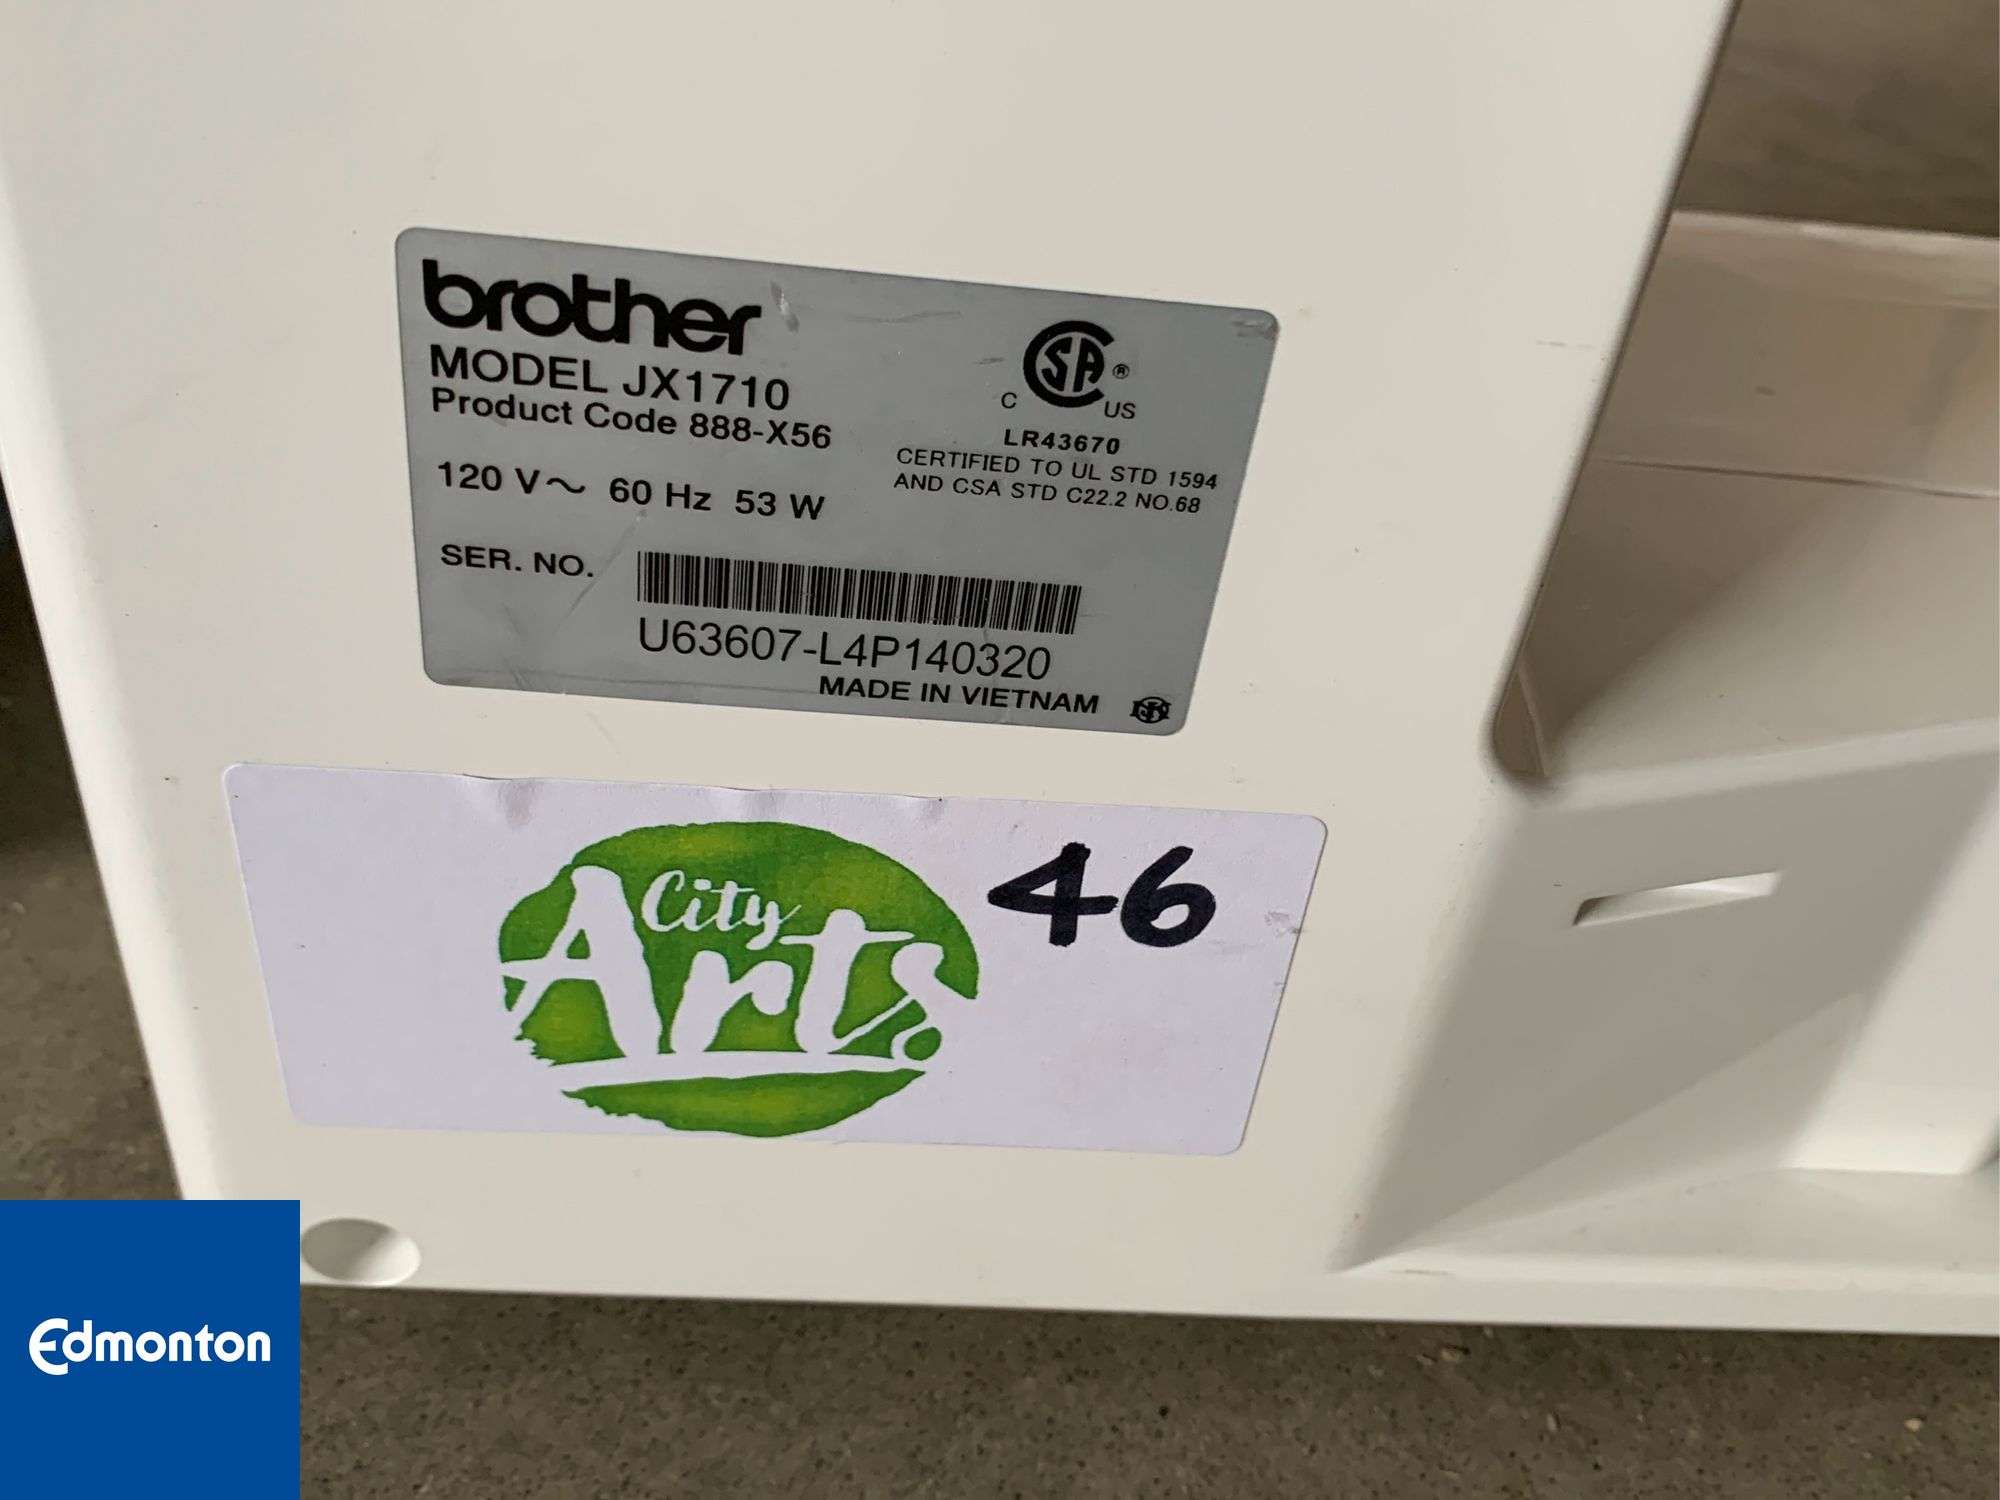 brother
MODEL JX1710
Product Code 888-X56
120 V～ 60 Hz 53 W
SER. NO.
U63607-L4P140320
MADE IN VIETNAM
CSA®
C US
LR43670
CERTIFIED TO UL STD 1594
AND CSA STD C22.2 NO.68
City
Arts
46
Edmonton